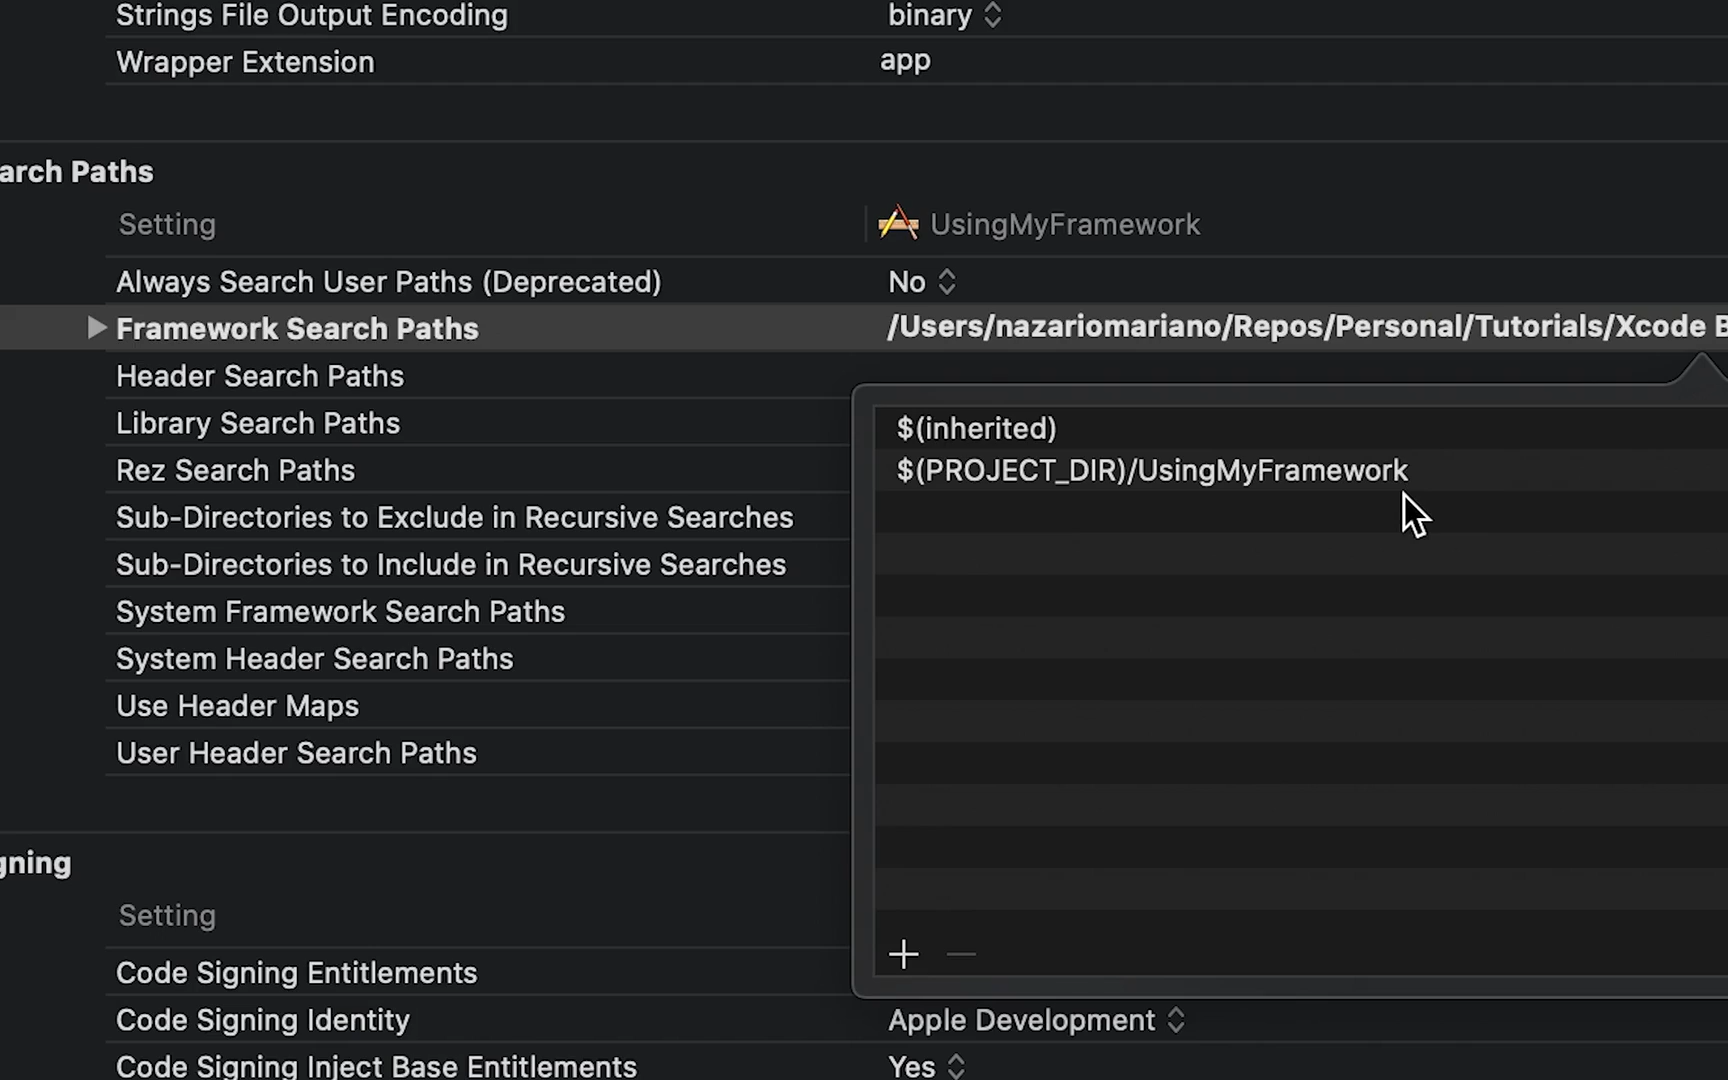 Strings File Output Encoding binary
Wrapper Extension app
arch Paths
Setting UsingMyFramework
Always Search User Paths (Deprecated) No
Framework Search Paths /Users/nazariomariano/Repos/Personal/Tutorials/Xcode B
Header Search Paths
Library Search Paths
Rez Search Paths
Sub-Directories to Exclude in Recursive Searches
Sub-Directories to Include in Recursive Searches
System Framework Search Paths
System Header Search Paths
Use Header Maps
User Header Search Paths
$(inherited)
$(PROJECT_DIR)/UsingMyFramework
gning
Setting
Code Signing Entitlements
Code Signing Identity Apple Development
Code Signing Inject Base Entitlements Yes